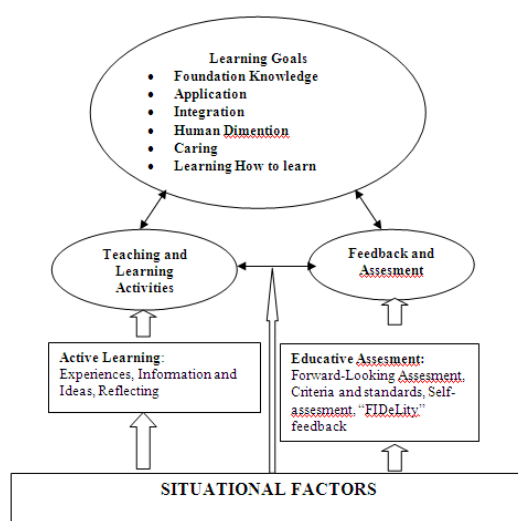 Learning Goals
• Foundation Knowledge
• Application
• Integration
• Human Dimention
• Caring
• Learning How to learn
Teaching and
Learning
Activities
Feedback and
Assesment
Active Learning:
Experiences, Information and
Ideas, Reflecting
Educative Assesment:
Forward-Looking Assesment,
Criteria and standards, Self-
assesment, “FIDeLity”
feedback
SITUATIONAL FACTORS